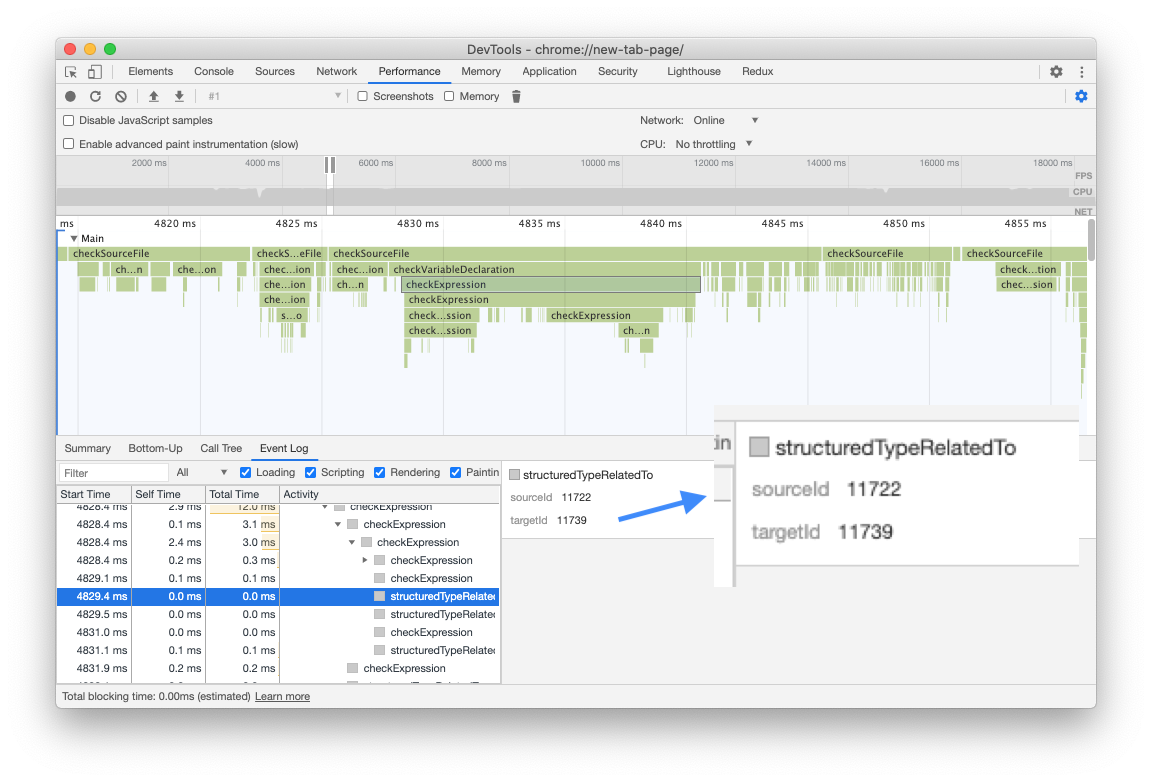 DevTools - chrome://new-tab-page/
Elements Console Sources Network Performance Memory Application Security Lighthouse Redux
#1 Screenshots Memory
Disable JavaScript samples Network: Online
Enable advanced paint instrumentation (slow) CPU: No throttling
2000 ms 4000 ms 6000 ms 8000 ms 10000 ms 12000 ms 14000 ms 16000 ms 18000 ms
FPS
CPU
NET
ms 4820 ms 4825 ms 4830 ms 4835 ms 4840 ms 4845 ms 4850 ms 4855 ms
Main
checkSourceFile checkS...eFile checkSourceFile checkSourceFile checkSourceFile
ch...n che...on chec...ion chec...ion checkVariableDeclaration check...tion
che...ion ch...n checkExpression chec...sion
che...ion checkExpression
s...o check...ssion checkExpression
check...ssion ch...n
Summary Bottom-Up Call Tree Event Log
Filter All Loading Scripting Rendering Paintin
Start Time Self Time Total Time Activity
4828.4 ms 2.9 ms 12.0 ms checkExpression
4828.4 ms 0.1 ms 3.1 ms checkExpression
4828.4 ms 2.4 ms 3.0 ms checkExpression
4828.4 ms 0.2 ms 0.3 ms checkExpression
4829.1 ms 0.1 ms 0.1 ms checkExpression
4829.4 ms 0.0 ms 0.0 ms structuredTypeRelate
4829.5 ms 0.0 ms 0.0 ms structuredTypeRelate
4831.0 ms 0.0 ms 0.0 ms checkExpression
4831.1 ms 0.1 ms 0.1 ms structuredTypeRelate
4831.9 ms 0.2 ms 0.2 ms checkExpression
structuredTypeRelatedTo
sourceId 11722
targetId 11739
in
structuredTypeRelatedTo
sourceId 11722
targetId 11739
Total blocking time: 0.00ms (estimated) Learn more